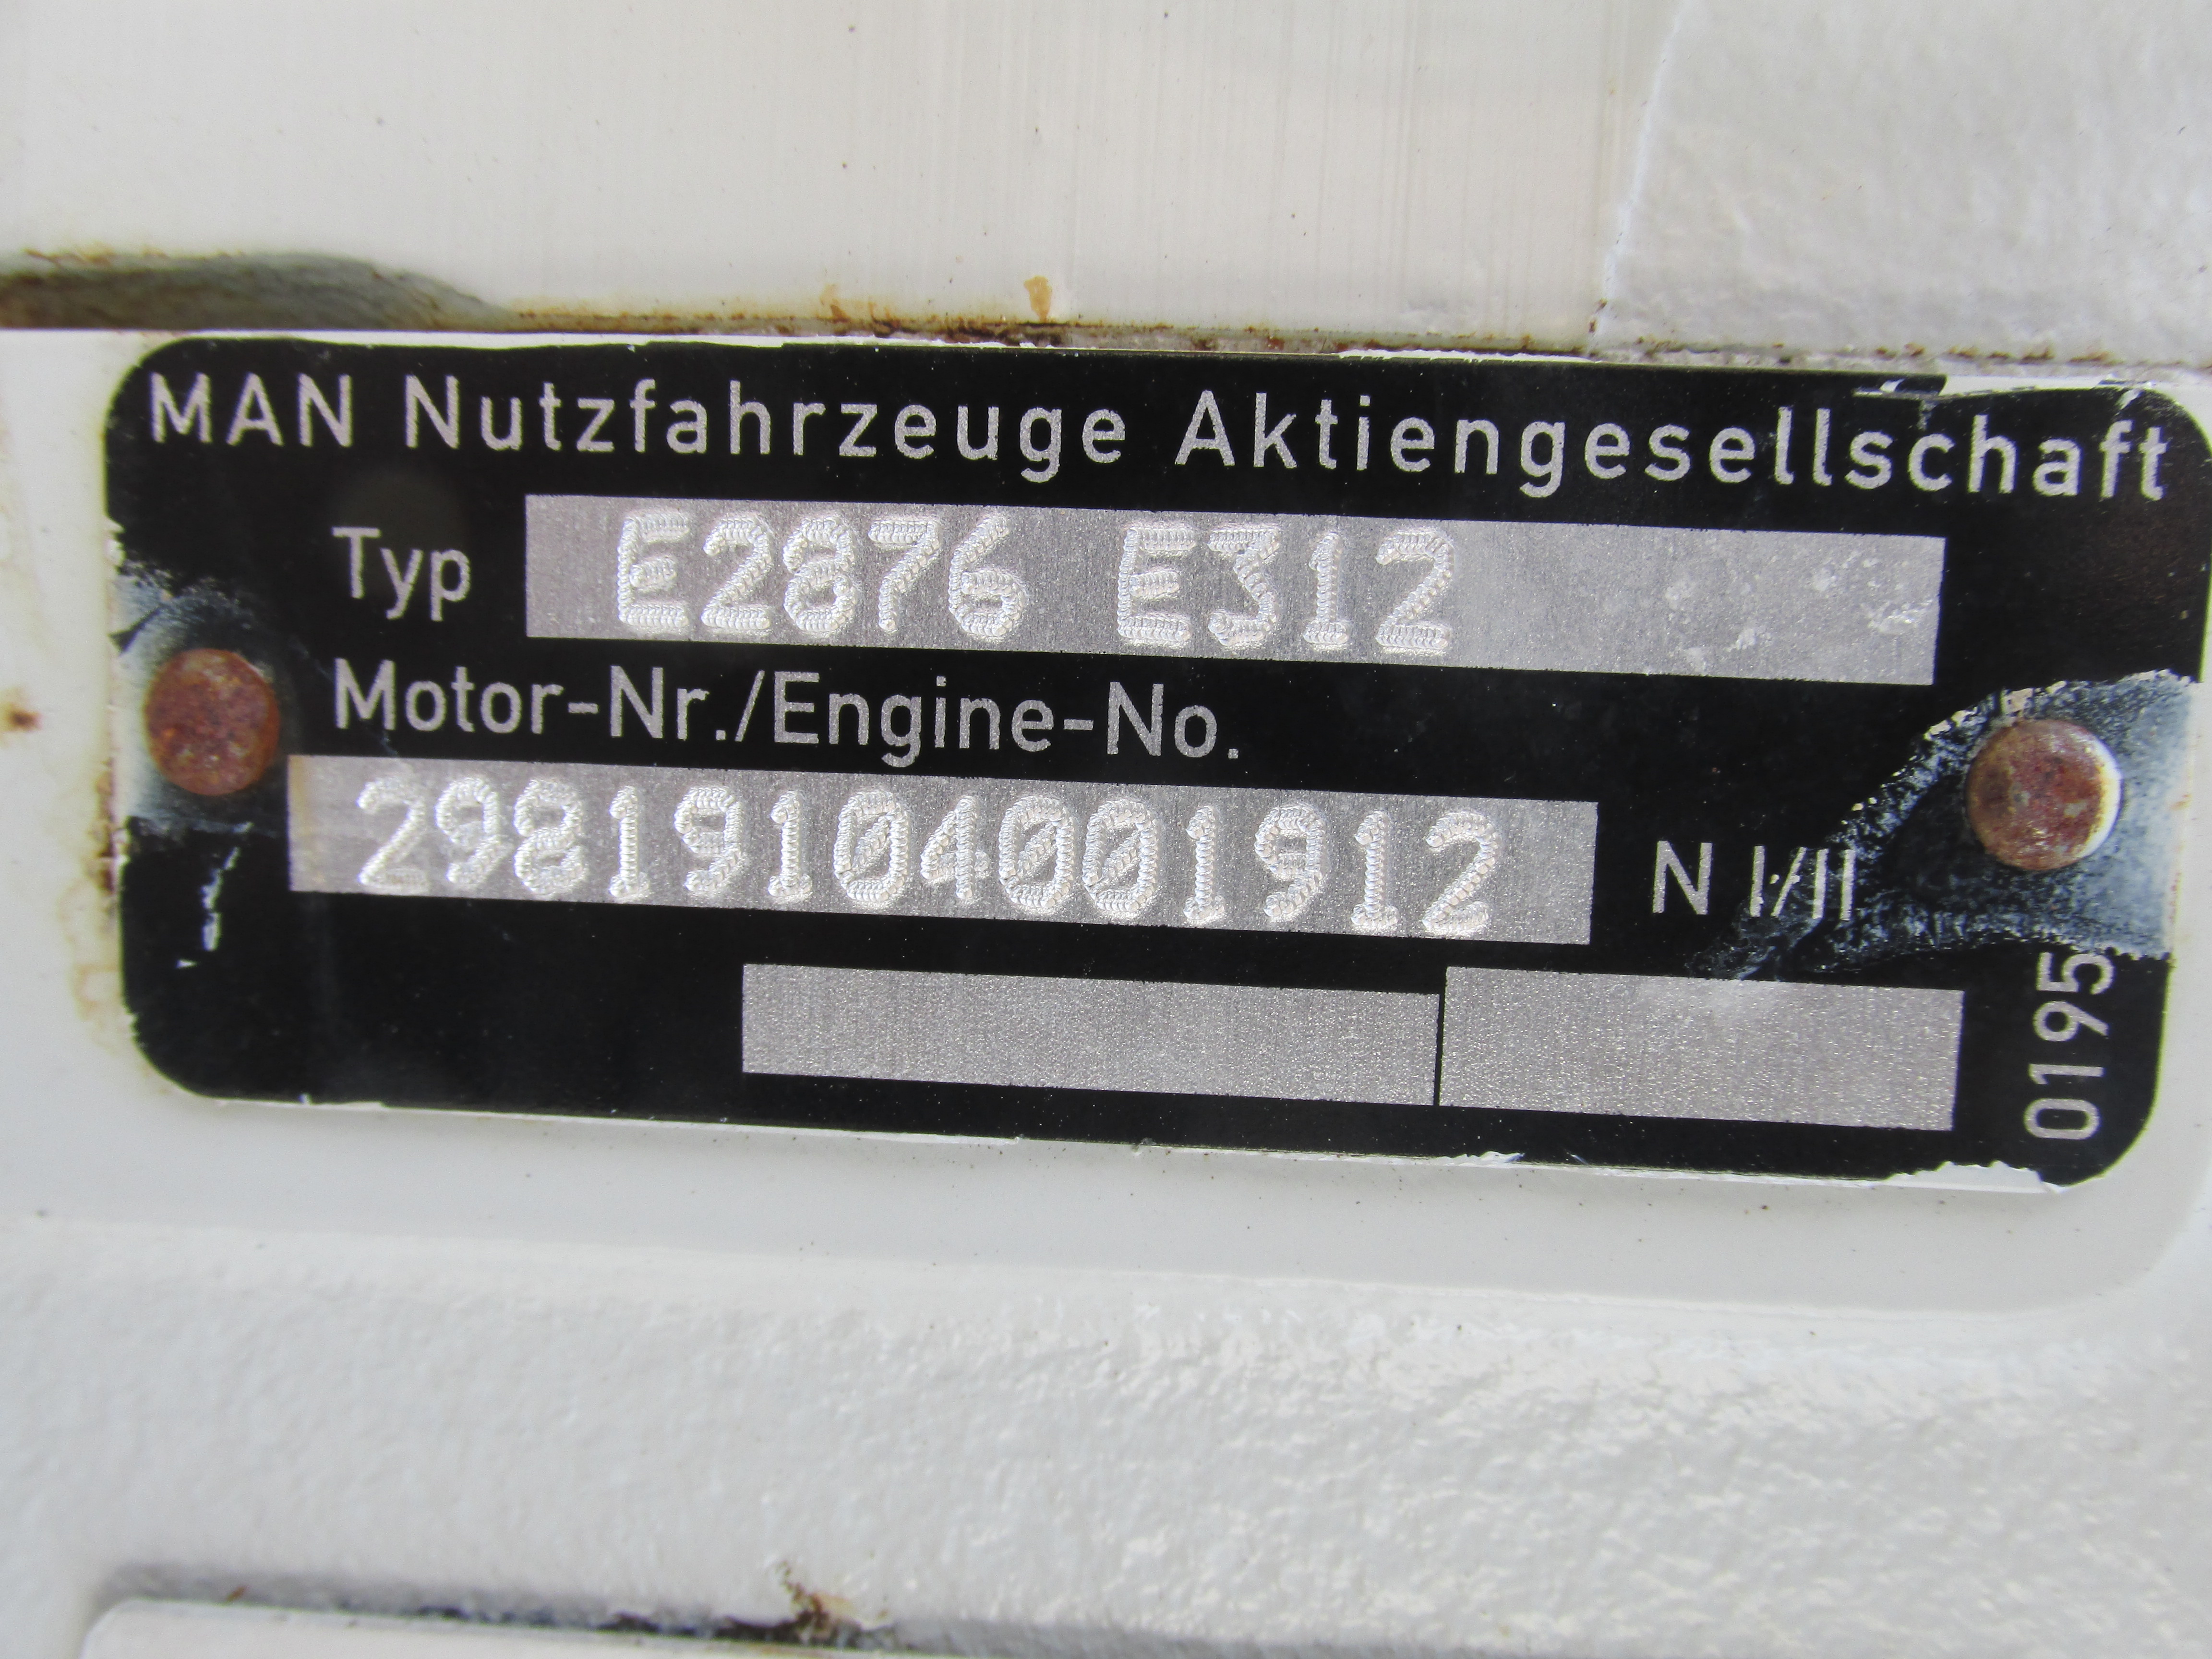 MAN Nutzfahrzeuge Aktiengesellschaft
Typ E2876 E312
Motor-Nr./Engine-No.
29819104001912 N I/II
0195